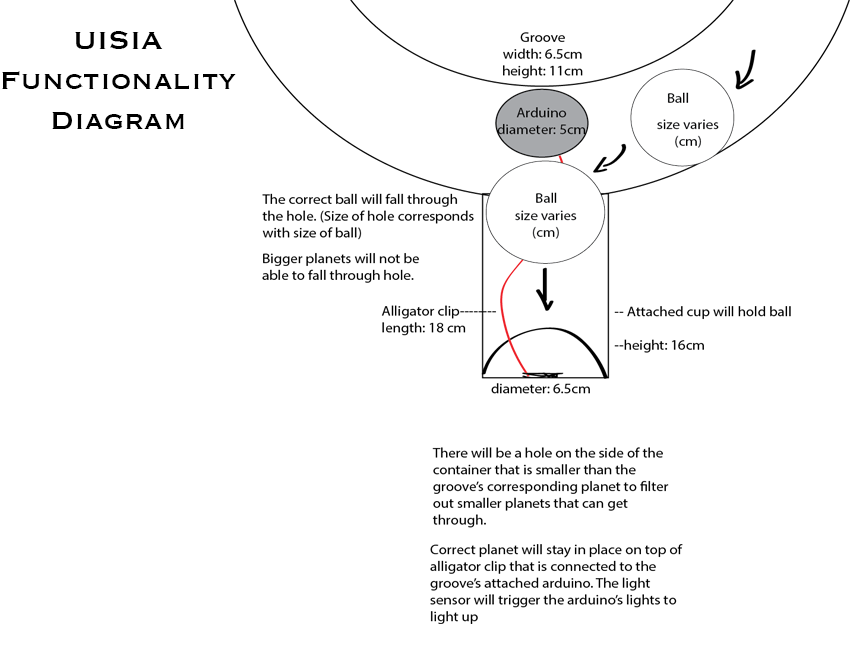 UISIA
Functionality
Diagram
Groove
width: 6.5cm
height: 11cm
Arduino
diameter: 5cm
Ball
size varies
(cm)
The correct ball will fall through
the hole. (Size of hole corresponds
with size of ball)
Bigger planets will not be
able to fall through hole.
Ball
size varies
(cm)
Alligator clip-------
length: 18 cm
-- Attached cup will hold ball
--height: 16cm
diameter: 6.5cm
There will be a hole on the side of the
container that is smaller than the
groove's corresponding planet to filter
out smaller planets that can get
through.
Correct planet will stay in place on top of
alligator clip that is connected to the
groove's attached arduino. The light
sensor will trigger the arduino's lights to
light up